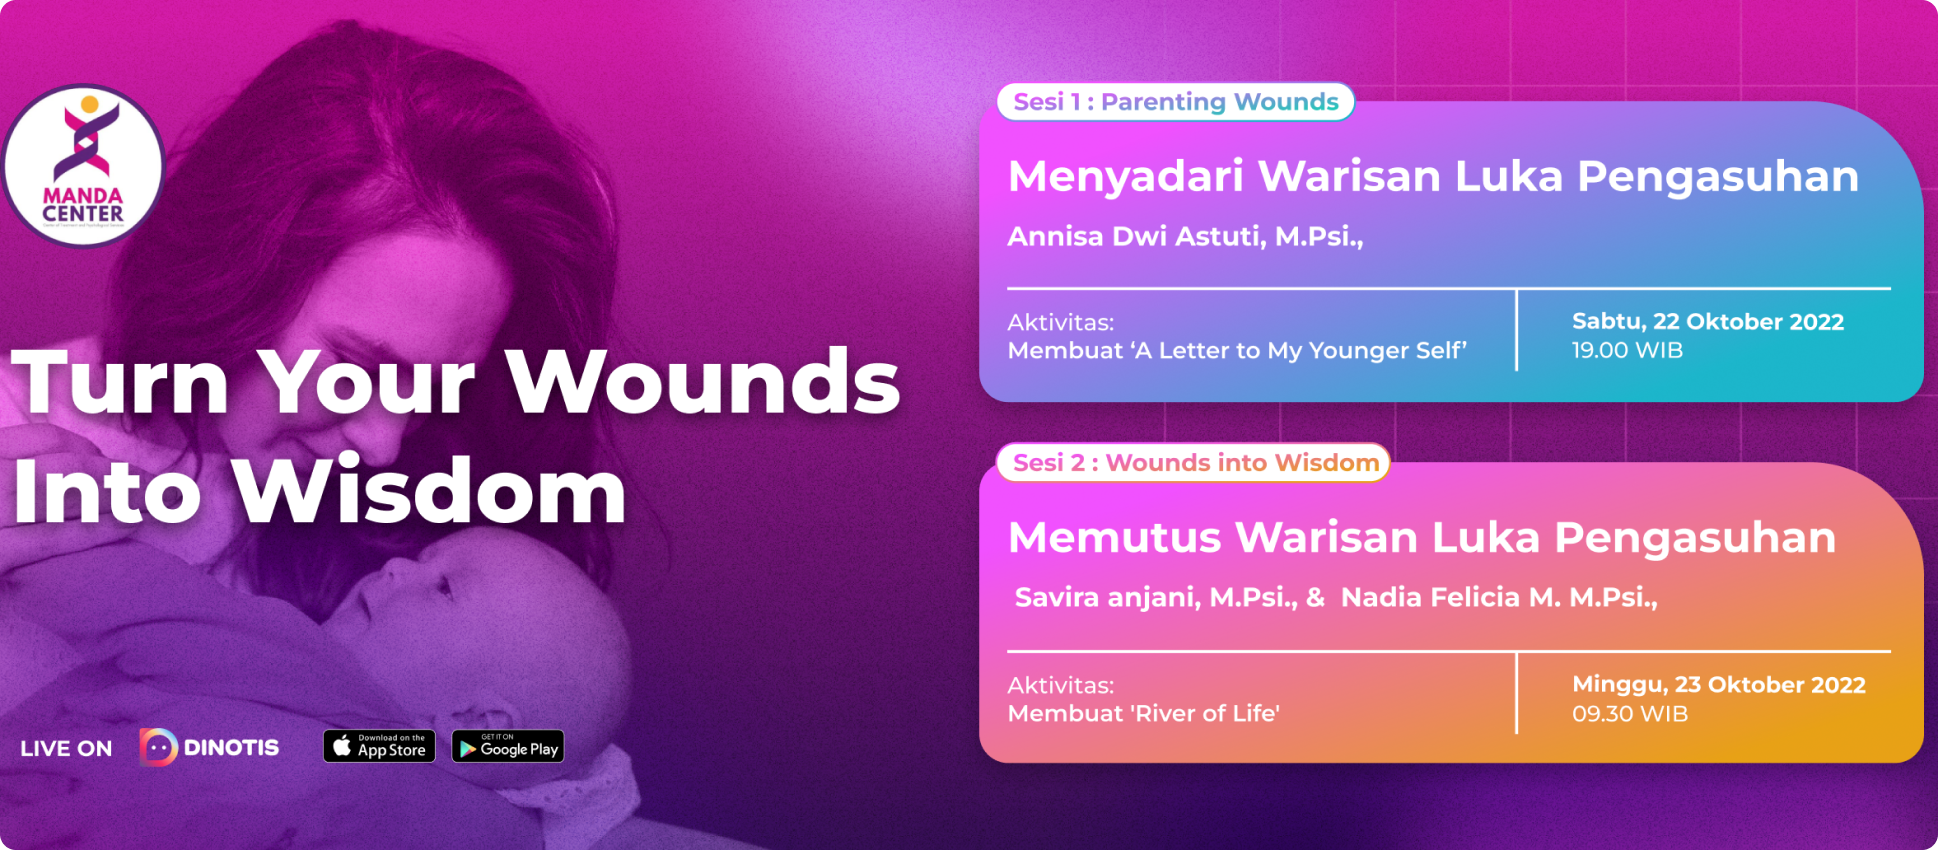 MANDA
CENTER
Turn Your Wounds
Into Wisdom
LIVE ON
DINOTIS
Download on the
App Store
GET IT ON
Google Play
Sesi 1 : Parenting Wounds
Menyadari Warisan Luka Pengasuhan
Annisa Dwi Astuti, M.Psi.,
Aktivitas:
Membuat ‘A Letter to My Younger Self’
Sabtu, 22 Oktober 2022
19.00 WIB
Sesi 2 : Wounds into Wisdom
Memutus Warisan Luka Pengasuhan
Savira anjani, M.Psi., & Nadia Felicia M. M.Psi.,
Aktivitas:
Membuat 'River of Life'
Minggu, 23 Oktober 2022
09.30 WIB